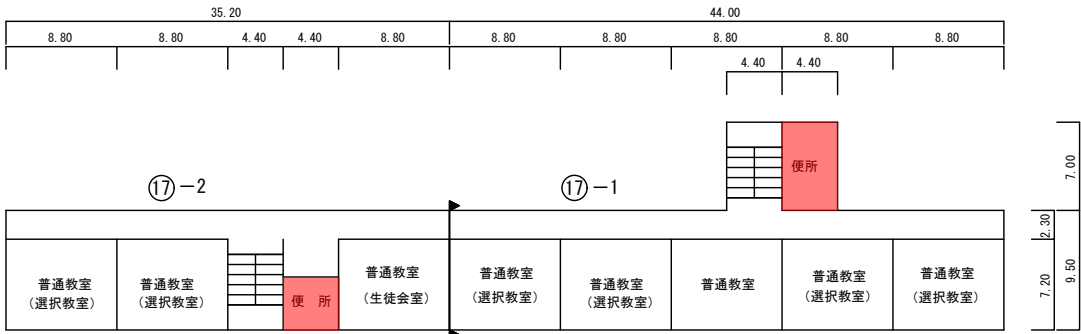 35.20
44.00
8.80
8.80
4.40
4.40
8.80
8.80
8.80
8.80
8.80
8.80
4.40
4.40
便所
7.00
⑰-2
⑰-1
2.30
7.20
9.50
普通教室
(選択教室)
普通教室
(選択教室)
便 所
普通教室
(生徒会室)
普通教室
(選択教室)
普通教室
(選択教室)
普通教室
普通教室
(選択教室)
普通教室
(選択教室)